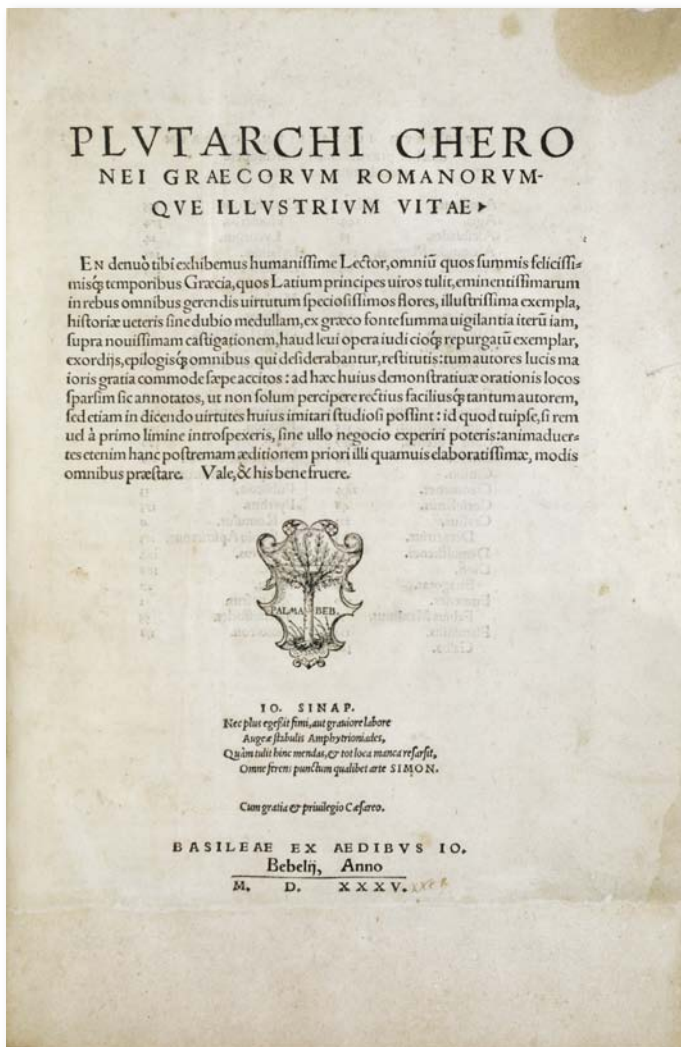 PLVTARCHI CHERO
NEI GRAECORVM ROMANORVM-
QVE ILLVSTRIVM VITAE
EN denuò tibi exhibemus humanissime Lector, omniũ quos summis felicissi-
misq; temporibus Græcia, quos Latium principes uiros tulit, eminentissimarum
in rebus omnibus gerendis uirtutum speciosissimos flores, illustrissima exempla,
historiæ ueteris sine dubio medullam, ex græco fonte summa uigilantia iterũ iam,
supra nouissimam castigationem, haud leui opera iudicioq; repurgatũ exemplar,
exordijs, epilogisq; omnibus qui desiderabantur, restitutis: tum autores lucis ma
ioris gratia commode sæpe accitos: ad hæc huius demonstratiuæ orationis locos
sparsim sic annotatos, ut non solum percipere rectius faciliusq; tantum autorem,
sed etiam in dicendo uirtutes huius imitari studiosi possint: id quod tuipse, si rem
uel à primo limine introspexeris, sine ullo negocio experiri poteris: animaduer-
tes etenim hanc postremam æditionem priori illi quamuis elaboratissimæ, modis
omnibus præstare. Vale, & his bene fruere.
PALMA BEB.
IO. SINAP.
Nec plus egessit fimi, aut grauiore labore
Augeæ stabulis Amphytrioniades,
Quàm tulit hinc mendas, & tot loca manca resarsit,
Omne ferens punctum qualibet arte SIMON.
Cum gratia & priuilegio Cæsareo.
BASILEAE EX AEDIBVS IO.
Bebelij, Anno
M. D. XXXV.